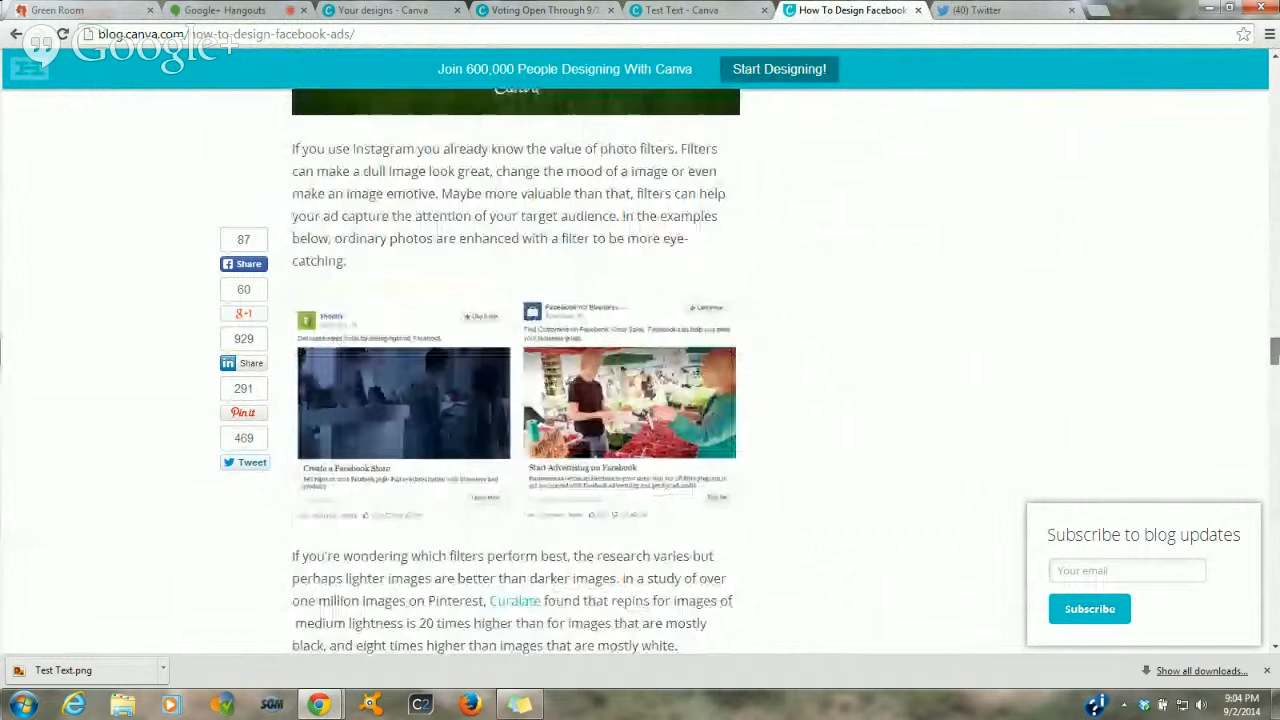 Green Room
Google+ Hangouts
Your designs - Canva
Voting Open Through 9/1
Test Text - Canva
How To Design Facebook
(40) Twitter
blog.canva.com/how-to-design-facebook-ads/
Google+
Join 600,000 People Designing With Canva
Start Designing!
Canva
If you use Instagram you already know the value of photo filters. Filters
can make a dull image look great, change the mood of a image or even
make an image emotive. Maybe more valuable than that, filters can help
your ad capture the attention of your target audience. In the examples
below, ordinary photos are enhanced with a filter to be more eye-
catching.
87
Share
60
g+1
929
in Share
291
Pin it
469
Tweet
Shopify
Create a Facebook Store
Start Advertising on Facebook
If you're wondering which filters perform best, the research varies but
perhaps lighter images are better than darker images. in a study of over
one million images on Pinterest, Curalate found that repins for images of
medium lightness is 20 times higher than for images that are mostly
black, and eight times higher than images that are mostly white.
Subscribe to blog updates
Your email
Subscribe
Test Text.png
Show all downloads...
SOM
C2
9:04 PM
9/2/2014